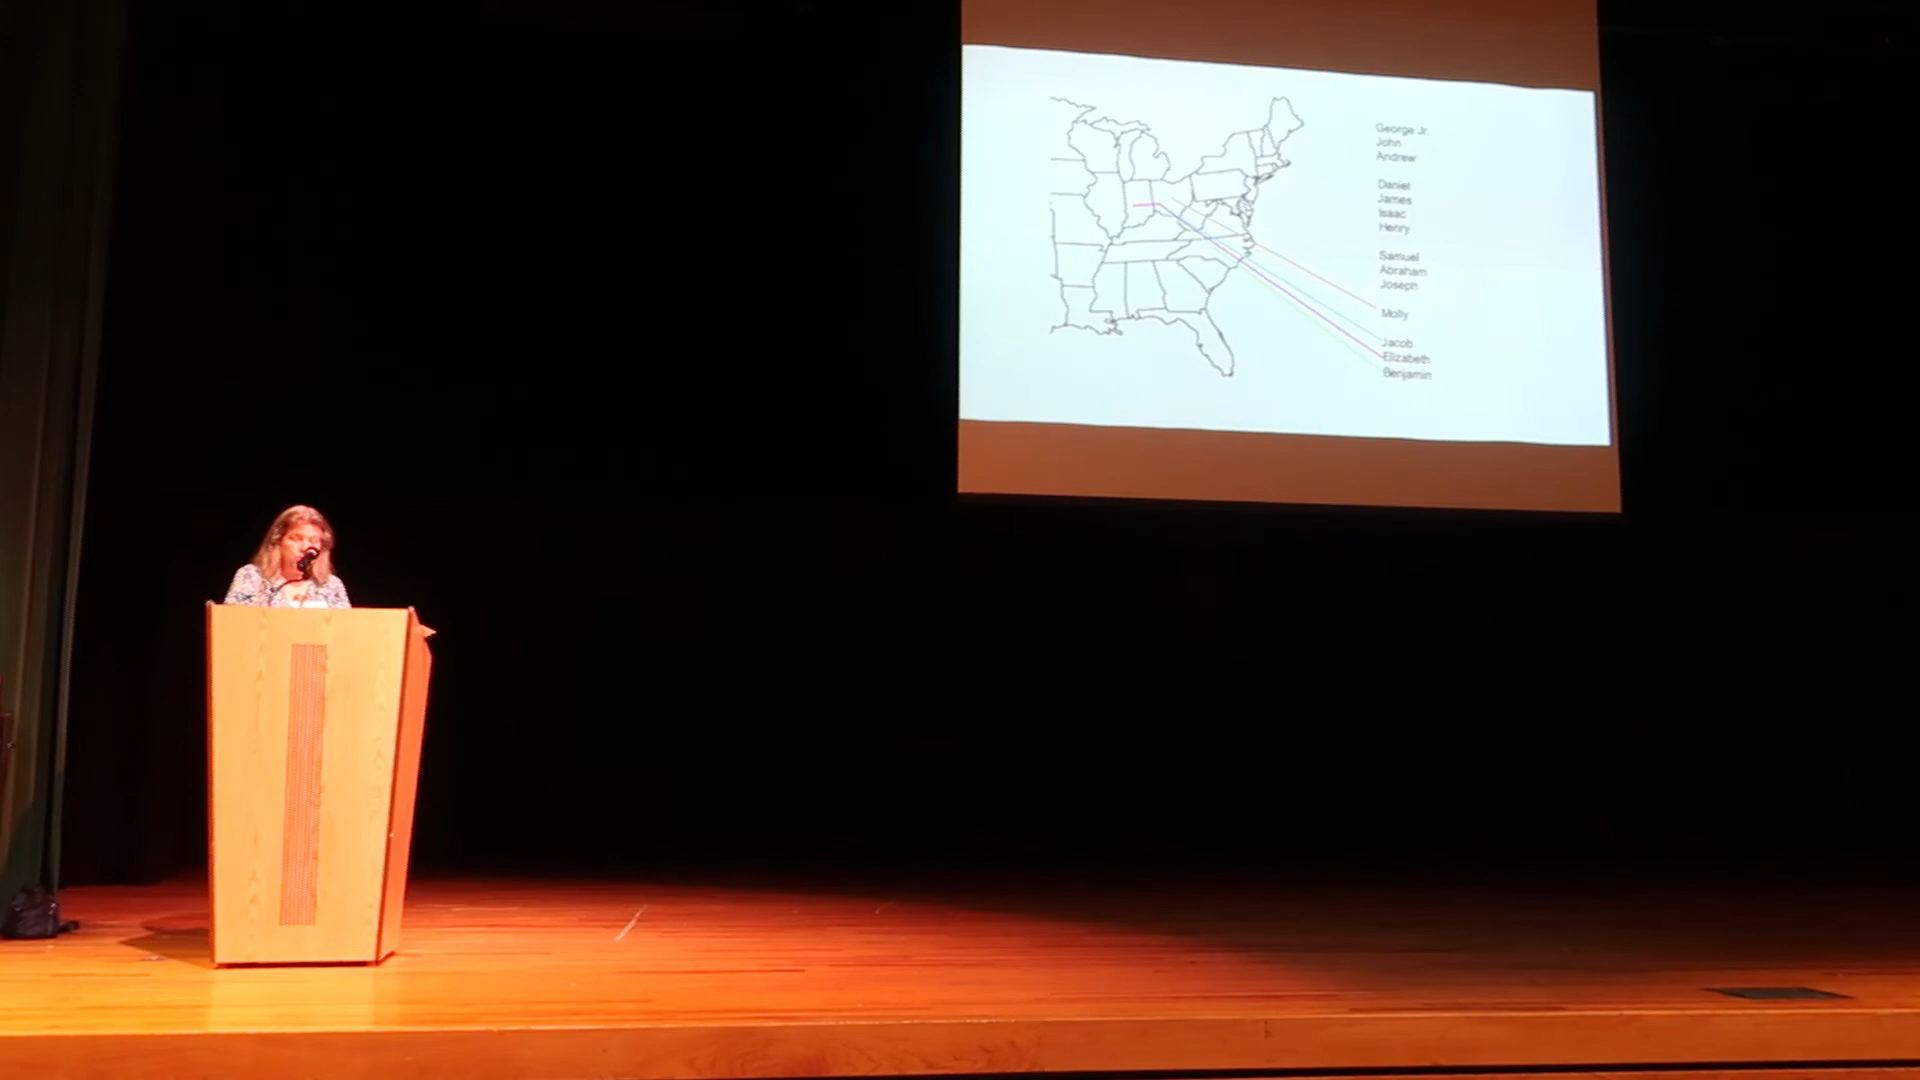 George Jr.
John
Andrew
Daniel
James
Isaac
Henry
Samuel
Abraham
Joseph
Molly
Jacob
Elizabeth
Benjamin